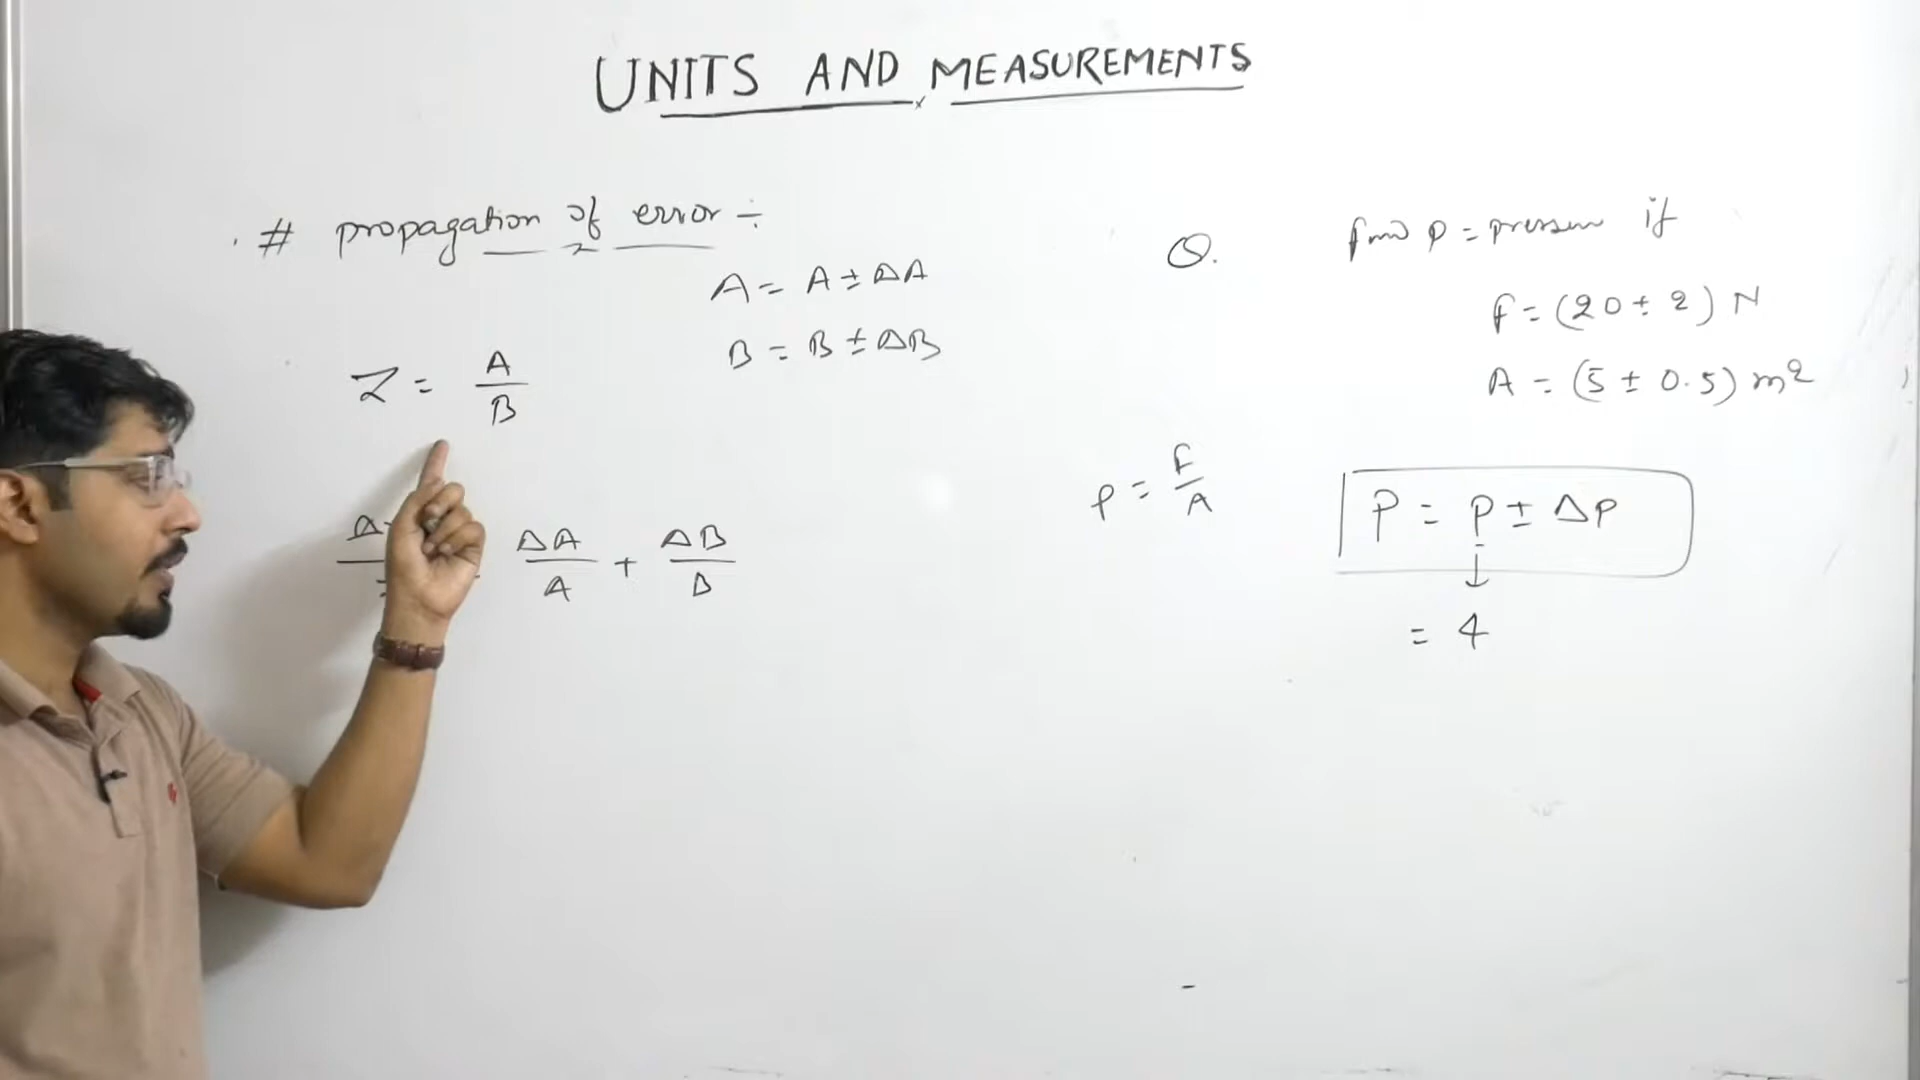 UNITS AND MEASUREMENTS
# propagation of error ÷
A = A ± ΔA
B = B ± ΔB
Z = A/B
ΔA/A + ΔB/B
Q. find P = pressure if
F = (20 ± 2) N
A = (5 ± 0.5) m²
P = F/A
P = P ± ΔP
↓
= 4